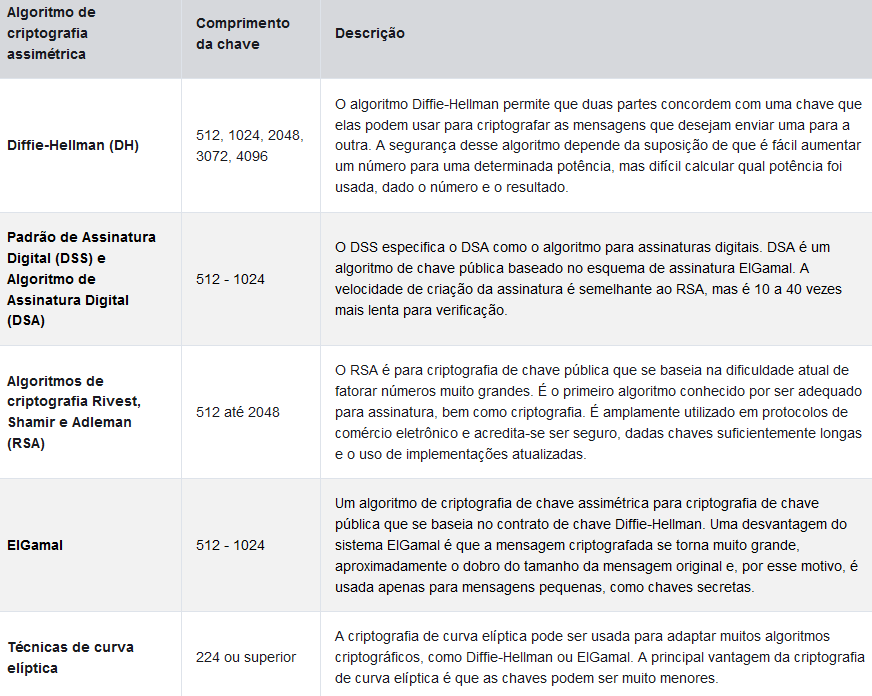 Algoritmo de
criptografia
assimétrica
Comprimento
da chave
Descrição
Diffie-Hellman (DH)
512, 1024, 2048,
3072, 4096
O algoritmo Diffie-Hellman permite que duas partes concordem com uma chave que
elas podem usar para criptografar as mensagens que desejam enviar uma para a
outra. A segurança desse algoritmo depende da suposição de que é fácil aumentar
um número para uma determinada potência, mas difícil calcular qual potência foi
usada, dado o número e o resultado.
Padrão de Assinatura
Digital (DSS) e
Algoritmo de
Assinatura Digital
(DSA)
512 - 1024
O DSS especifica o DSA como o algoritmo para assinaturas digitais. DSA é um
algoritmo de chave pública baseado no esquema de assinatura ElGamal. A
velocidade de criação da assinatura é semelhante ao RSA, mas é 10 a 40 vezes
mais lenta para verificação.
Algoritmos de
criptografia Rivest,
Shamir e Adleman
(RSA)
512 até 2048
O RSA é para criptografia de chave pública que se baseia na dificuldade atual de
fatorar números muito grandes. É o primeiro algoritmo conhecido por ser adequado
para assinatura, bem como criptografia. É amplamente utilizado em protocolos de
comércio eletrônico e acredita-se ser seguro, dadas chaves suficientemente longas
e o uso de implementações atualizadas.
ElGamal
512 - 1024
Um algoritmo de criptografia de chave assimétrica para criptografia de chave
pública que se baseia no contrato de chave Diffie-Hellman. Uma desvantagem do
sistema ElGamal é que a mensagem criptografada se torna muito grande,
aproximadamente o dobro do tamanho da mensagem original e, por esse motivo, é
usada apenas para mensagens pequenas, como chaves secretas.
Técnicas de curva
elíptica
224 ou superior
A criptografia de curva elíptica pode ser usada para adaptar muitos algoritmos
criptográficos, como Diffie-Hellman ou ElGamal. A principal vantagem da criptografia
de curva elíptica é que as chaves podem ser muito menores.